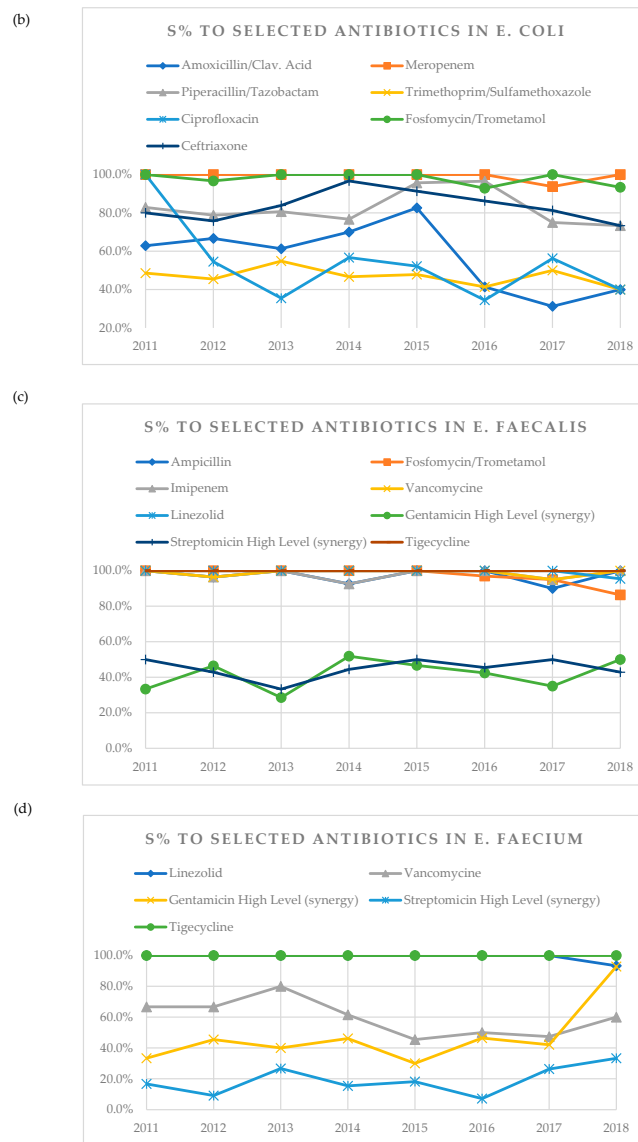 (b)
S% TO SELECTED ANTIBIOTICS IN E. COLI
Amoxicillin/Clav. Acid Meropenem
Piperacillin/Tazobactam Trimethoprim/Sulfamethoxazole
Ciprofloxacin Fosfomycin/Trometamol
Ceftriaxone
100.0%
80.0%
60.0%
40.0%
20.0%
2011 2012 2013 2014 2015 2016 2017 2018
(c)
S% TO SELECTED ANTIBIOTICS IN E. FAECALIS
Ampicillin Fosfomycin/Trometamol
Imipenem Vancomycine
Linezolid Gentamicin High Level (synergy)
Streptomicin High Level (synergy) Tigecycline
100.0%
80.0%
60.0%
40.0%
20.0%
0.0%
2011 2012 2013 2014 2015 2016 2017 2018
(d)
S% TO SELECTED ANTIBIOTICS IN E. FAECIUM
Linezolid Vancomycine
Gentamicin High Level (synergy) Streptomicin High Level (synergy)
Tigecycline
100.0%
80.0%
60.0%
40.0%
20.0%
0.0%
2011 2012 2013 2014 2015 2016 2017 2018